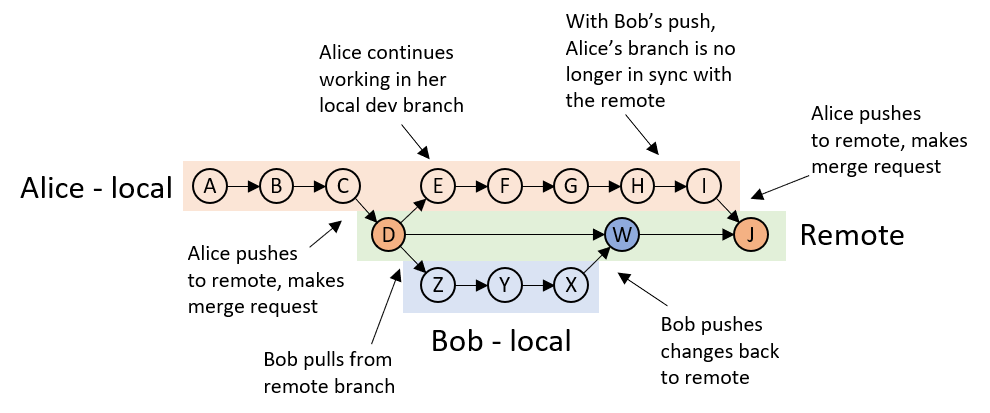 With Bob’s push,
Alice’s branch is no
longer in sync with
the remote
Alice continues
working in her
local dev branch
Alice pushes
to remote, makes
merge request
Alice - local
A B C E F G H I
D W J
Remote
Z Y X
Alice pushes
to remote, makes
merge request
Bob - local
Bob pulls from
remote branch
Bob pushes
changes back
to remote